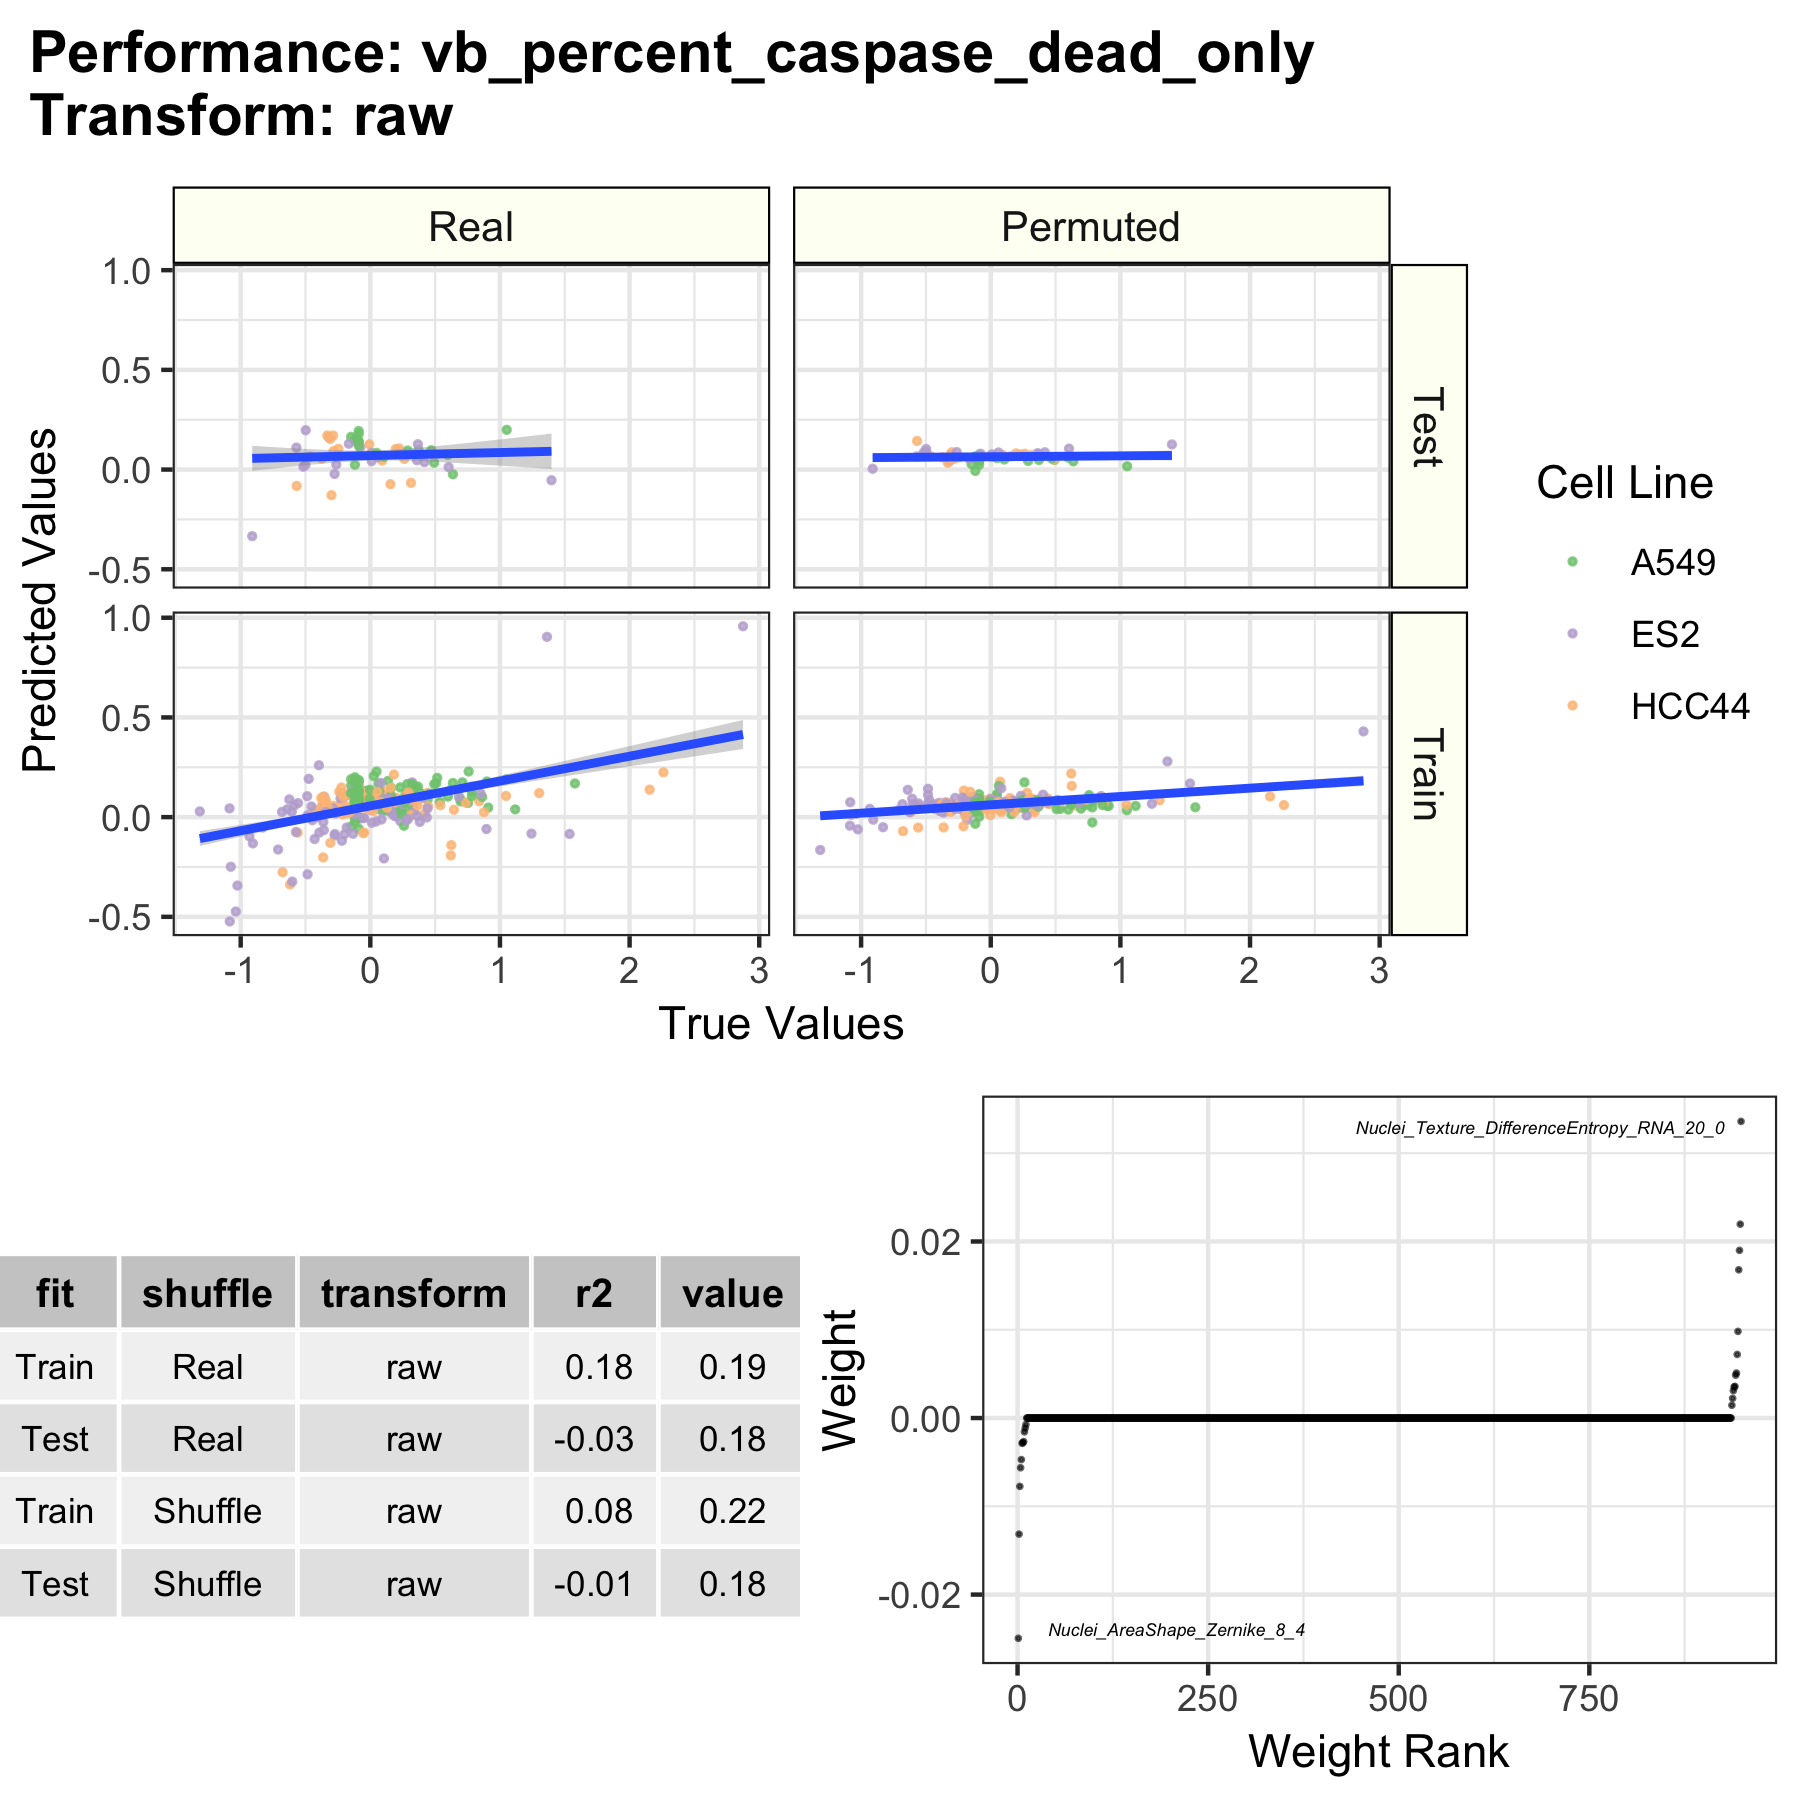 Performance: vb_percent_caspase_dead_only
Transform: raw
Real
Permuted
1.0
0.5
0.0
-0.5
Test
1.0
0.5
0.0
-0.5
Train
Predicted Values
-1
0
1
2
3
-1
0
1
2
3
True Values
Cell Line
A549
ES2
HCC44
fit shuffle transform r2 value
Train Real raw 0.18 0.19
Test Real raw -0.03 0.18
Train Shuffle raw 0.08 0.22
Test Shuffle raw -0.01 0.18
Weight
0.02
0.00
-0.02
Nuclei_Texture_DifferenceEntropy_RNA_20_0
Nuclei_AreaShape_Zernike_8_4
0
250
500
750
Weight Rank